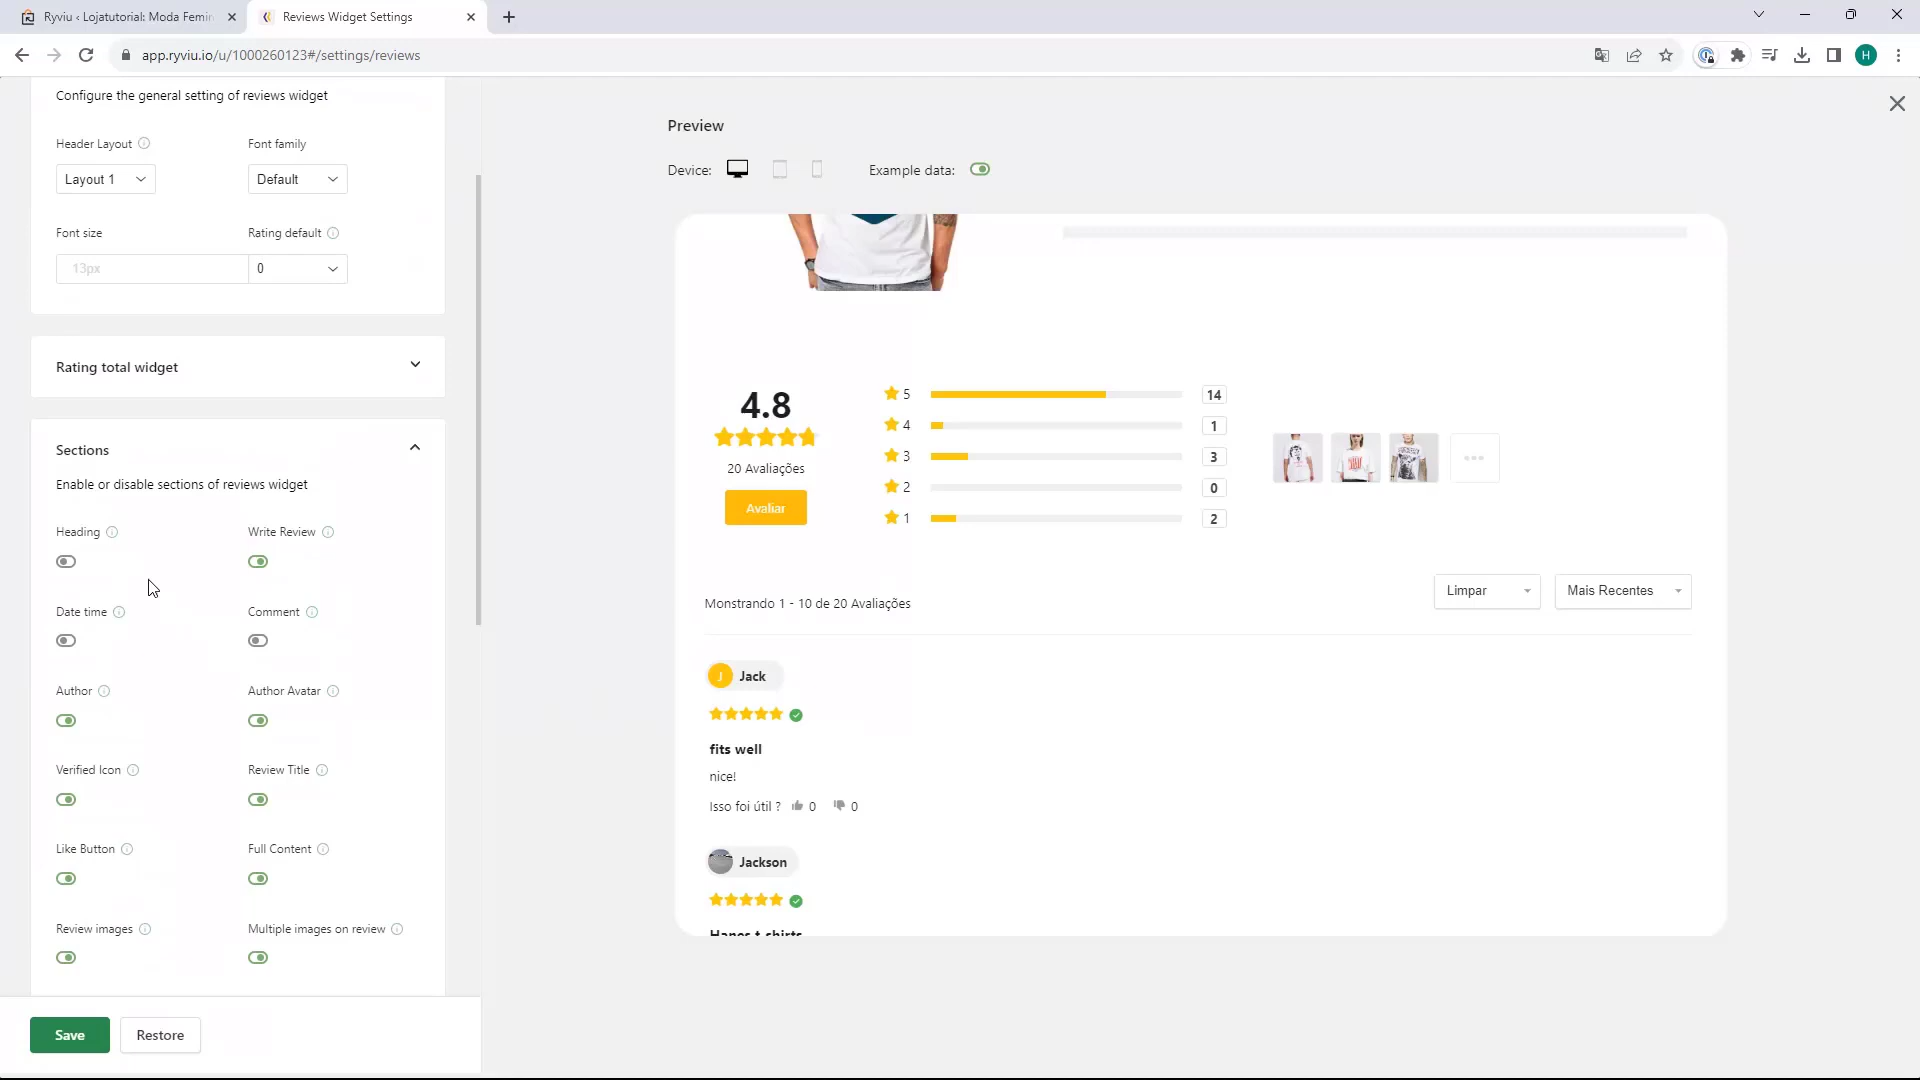 Ryviu ‹ Lojatutorial: Moda Femin
Reviews Widget Settings
app.ryviu.io/u/1000260123#/settings/reviews
H
Configure the general setting of reviews widget
Header Layout
Font family
Layout 1
Default
Font size
Rating default
13px
0
Rating total widget
Sections
Enable or disable sections of reviews widget
Heading
Write Review
Date time
Comment
Author
Author Avatar
Verified Icon
Review Title
Like Button
Full Content
Review images
Multiple images on review
Save
Restore
Preview
Device:
Example data:
4.8
20 Avaliações
Avaliar
5
14
4
1
3
3
2
0
1
2
Monstrando 1 - 10 de 20 Avaliações
Limpar
Mais Recentes
J
Jack
fits well
nice!
Isso foi útil ? 0 0
Jackson
Hanes t-shirts